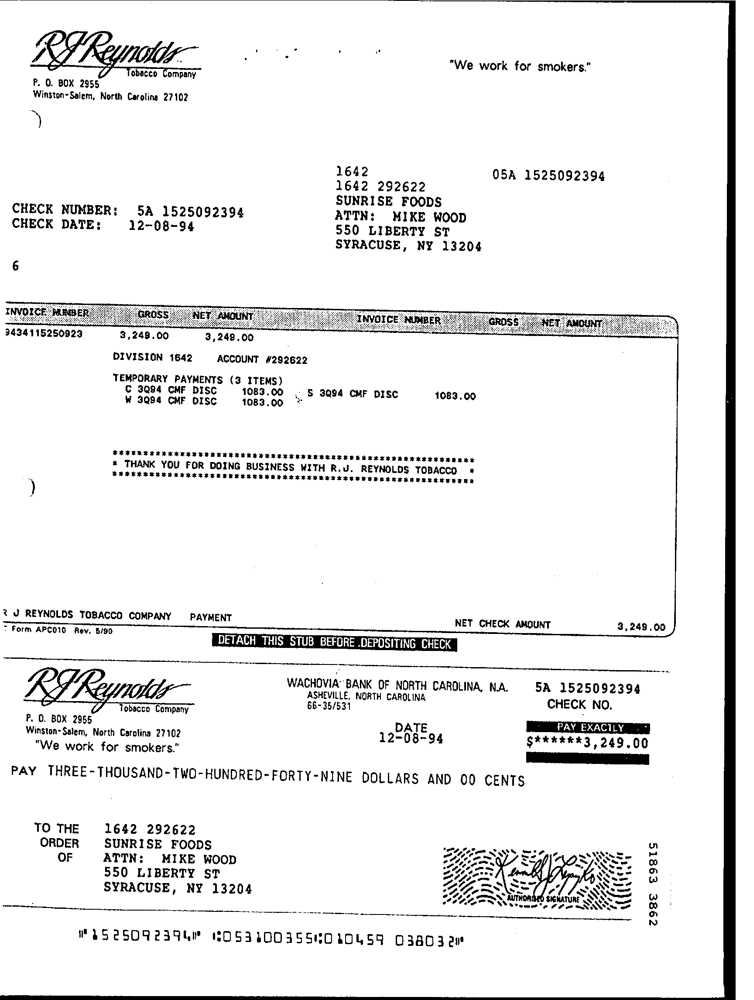 RJReynolds
Tobacco Company
P. O. BOX 2955
Winston-Salem, North Carolina 27102
"We work for smokers."
1642 05A 1525092394
1642 292622
SUNRISE FOODS
ATTN: MIKE WOOD
550 LIBERTY ST
SYRACUSE, NY 13204
CHECK NUMBER: 5A 1525092394
CHECK DATE: 12-08-94
6
INVOICE NUMBER GROSS NET AMOUNT INVOICE NUMBER GROSS NET AMOUNT
9434115250923 3,249.00 3,249.00
DIVISION 1642 ACCOUNT #292622
TEMPORARY PAYMENTS (3 ITEMS)
C 3Q94 CMF DISC 1083.00 S 3Q94 CMF DISC 1083.00
W 3Q94 CMF DISC 1083.00
* THANK YOU FOR DOING BUSINESS WITH R.J. REYNOLDS TOBACCO *
R J REYNOLDS TOBACCO COMPANY PAYMENT
NET CHECK AMOUNT 3,249.00
Form APC010 Rev. 5/90
DETACH THIS STUB BEFORE DEPOSITING CHECK
RJReynolds
Tobacco Company
P. O. BOX 2955
Winston-Salem, North Carolina 27102
"We work for smokers."
WACHOVIA BANK OF NORTH CAROLINA, N.A.
ASHEVILLE, NORTH CAROLINA
66-35/531
5A 1525092394
CHECK NO.
DATE
12-08-94
PAY EXACTLY
$******3,249.00
PAY THREE-THOUSAND-TWO-HUNDRED-FORTY-NINE DOLLARS AND 00 CENTS
TO THE ORDER OF
1642 292622
SUNRISE FOODS
ATTN: MIKE WOOD
550 LIBERTY ST
SYRACUSE, NY 13204
AUTHORIZED SIGNATURE
51863 3862
⑈1525092394⑈ ⑆053100355⑆010459 038032⑈